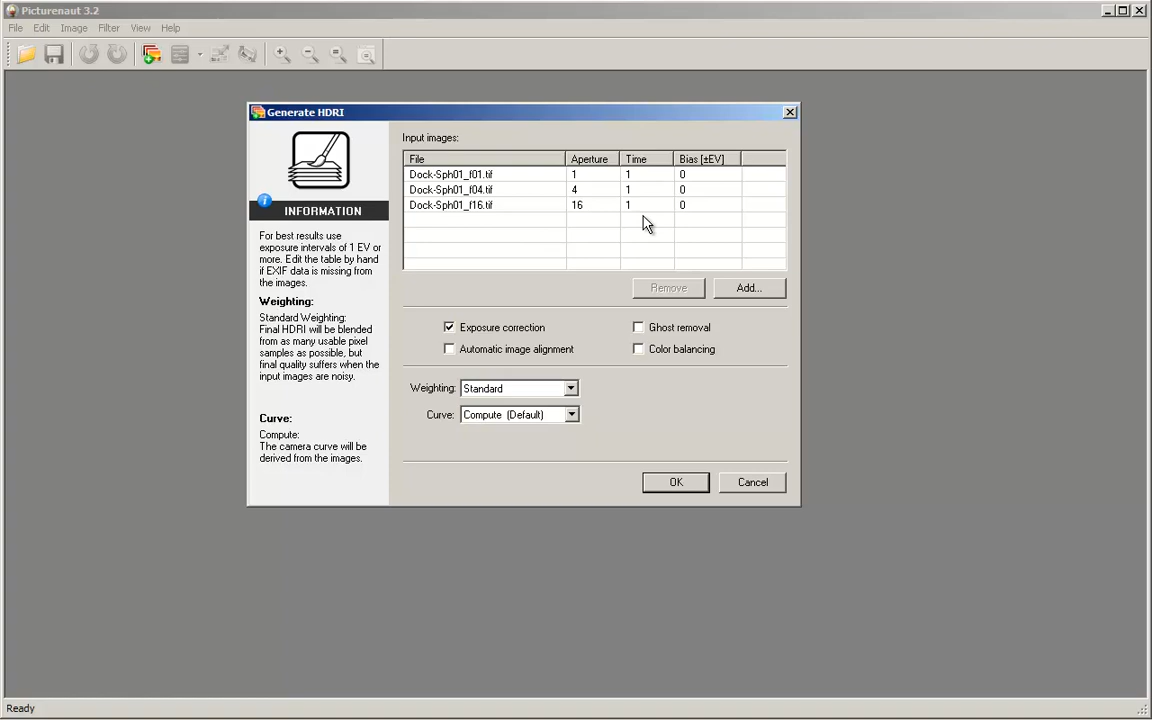 Picturenaut 3.2
File Edit Image Filter View Help
Generate HDRI
INFORMATION
For best results use
exposure intervals of 1 EV or
more. Edit the table by hand
if EXIF data is missing from
the images.
Weighting:
Standard Weighting:
Final HDRI will be blended
from as many usable pixel
samples as possible, but
final quality suffers when the
input images are noisy.
Curve:
Compute:
The camera curve will be
derived from the images.
Input images:
File Aperture Time Bias [±EV]
Dock-Sph01_f01.tif 1 1 0
Dock-Sph01_f04.tif 4 1 0
Dock-Sph01_f16.tif 16 1 0
Remove Add...
Exposure correction Ghost removal
Automatic image alignment Color balancing
Weighting: Standard
Curve: Compute (Default)
OK Cancel
Ready